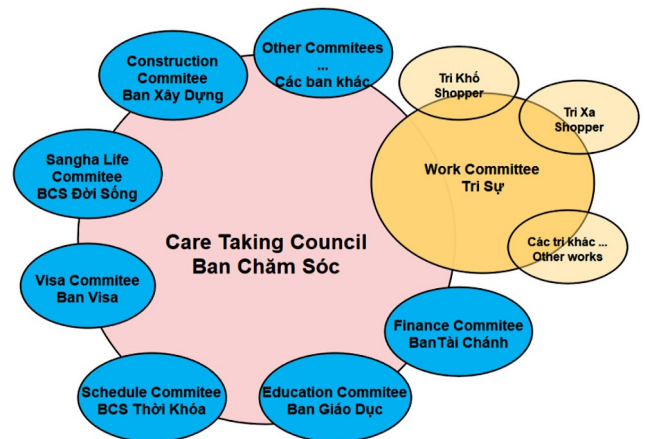 Construction
Commitee
Ban Xây Dựng
Other Commitees
...
Các ban khác
Tri Khố
Shopper
Tri Xa
Shopper
Sangha Life
Commitee
BCS Đời Sống
Work Committee
Tri Sự
Care Taking Council
Ban Chăm Sóc
Các tri khác ...
Other works
Visa Commitee
Ban Visa
Finance Commitee
BanTài Chánh
Schedule Commitee
BCS Thời Khóa
Education Commitee
Ban Giáo Dục